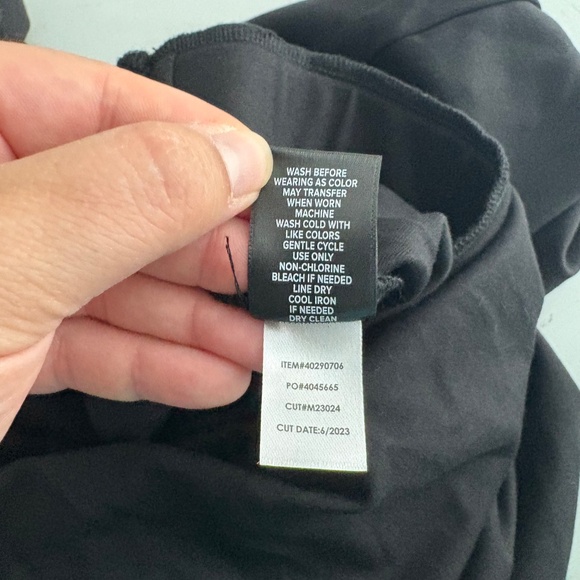 WASH BEFORE
WEARING AS COLOR
MAY TRANSFER
WHEN WORN
MACHINE
WASH COLD WITH
LIKE COLORS
GENTLE CYCLE
USE ONLY
NON-CHLORINE
BLEACH IF NEEDED
LINE DRY
COOL IRON
IF NEEDED
DRY CLEAN
ITEM#40290706
PO#4045665
CUT#M23024
CUT DATE:6/2023